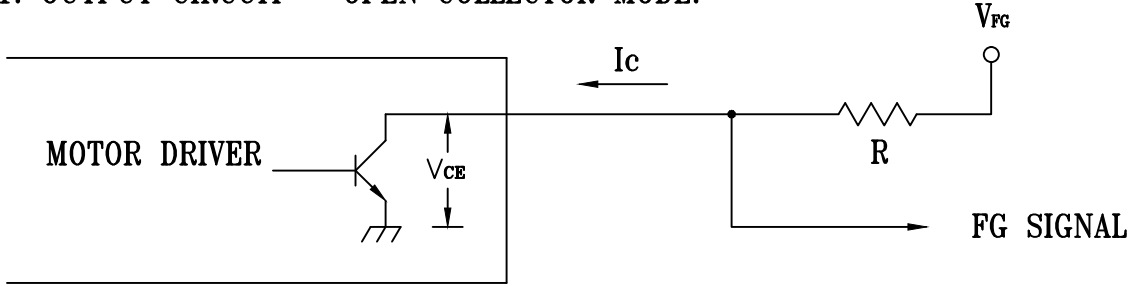 OUTPUT CIRCUIT OPEN COLLECTOR MODE
VFG
Ic
MOTOR DRIVER
VCE
R
FG SIGNAL